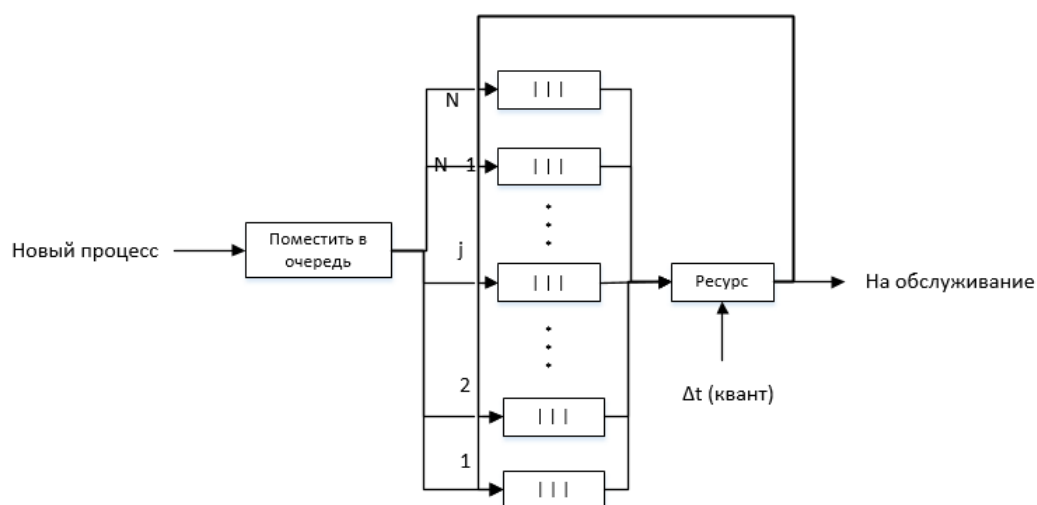 N
| | |
N 1
| | |
Новый процесс
Поместить в
очередь
j
| | |
Ресурс
На обслуживание
2
Δt (квант)
| | |
1
| | |